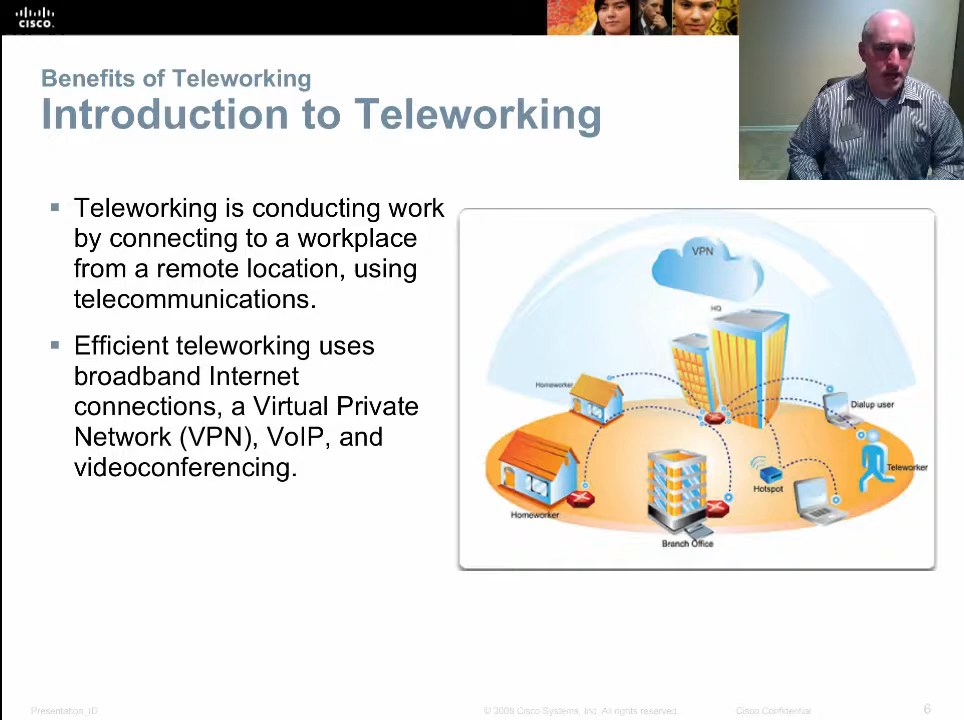 CISCO
Benefits of Teleworking
Introduction to Teleworking
Teleworking is conducting work
by connecting to a workplace
from a remote location, using
telecommunications.
Efficient teleworking uses
broadband Internet
connections, a Virtual Private
Network (VPN), VoIP, and
videoconferencing.
VPN
HQ
Homeworker
Dialup user
Teleworker
Hotspot
Homeworker
Branch Office
Presentation_ID
© 2008 Cisco Systems, Inc. All rights reserved.
Cisco Confidential
6